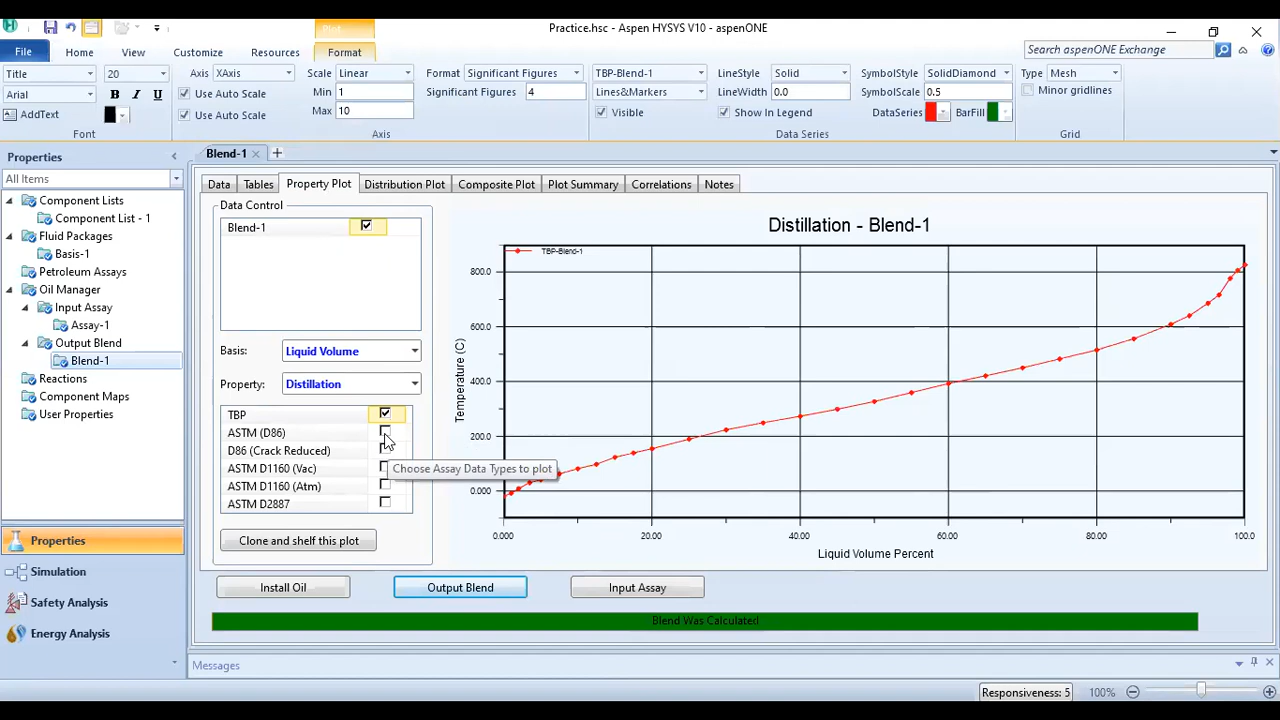 Practice.hsc - Aspen HYSYS V10 - aspenONE
Plot
File Home View Customize Resources Format
Search aspenONE Exchange
Title 20 Axis XAxis Scale Linear Format Significant Figures TBP-Blend-1 LineStyle Solid SymbolStyle SolidDiamond Type Mesh
Arial B I U Use Auto Scale Min 1 Significant Figures 4 Lines&Markers LineWidth 0.0 SymbolScale 0.5 Minor gridlines
AddText Use Auto Scale Max 10 Visible Show In Legend DataSeries BarFill
Font Axis Data Series Grid
Properties
All Items
Component Lists
Component List - 1
Fluid Packages
Basis-1
Petroleum Assays
Oil Manager
Input Assay
Assay-1
Output Blend
Blend-1
Reactions
Component Maps
User Properties
Properties
Simulation
Safety Analysis
Energy Analysis
Blend-1
Data Tables Property Plot Distribution Plot Composite Plot Plot Summary Correlations Notes
Data Control
Blend-1
Basis: Liquid Volume
Property: Distillation
TBP
ASTM (D86)
D86 (Crack Reduced)
ASTM D1160 (Vac)
ASTM D1160 (Atm)
ASTM D2887
Choose Assay Data Types to plot
Clone and shelf this plot
Distillation - Blend-1
TBP-Blend-1
Temperature (C)
800.0
600.0
400.0
200.0
0.000
0.000 20.00 40.00 60.00 80.00 100.0
Liquid Volume Percent
Install Oil Output Blend Input Assay
Blend Was Calculated
Messages
Responsiveness: 5 100%